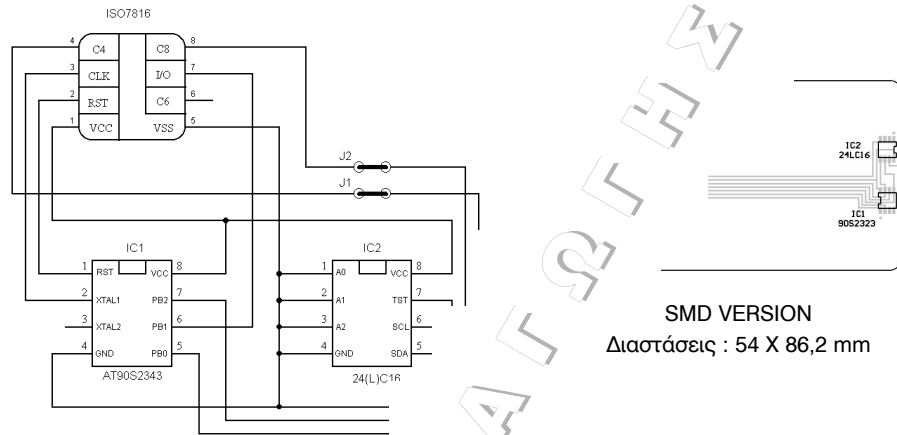 ISO7816
4 C4 C8 8
3 CLK I/O 7
2 RST C6 6
1 VCC VSS 5
J2
J1
IC1
1 RST VCC 8
2 XTAL1 PB2 7
3 XTAL2 PB1 6
4 GND PB0 5
AT90S2343
IC2
1 A0 VCC 8
2 A1 TST 7
3 A2 SCL 6
4 GND SDA 5
24(L)C16
ΑΓΩΓΗΣ
IC2
24LC16
IC1
90S2323
SMD VERSION
Διαστάσεις : 54 X 86,2 mm